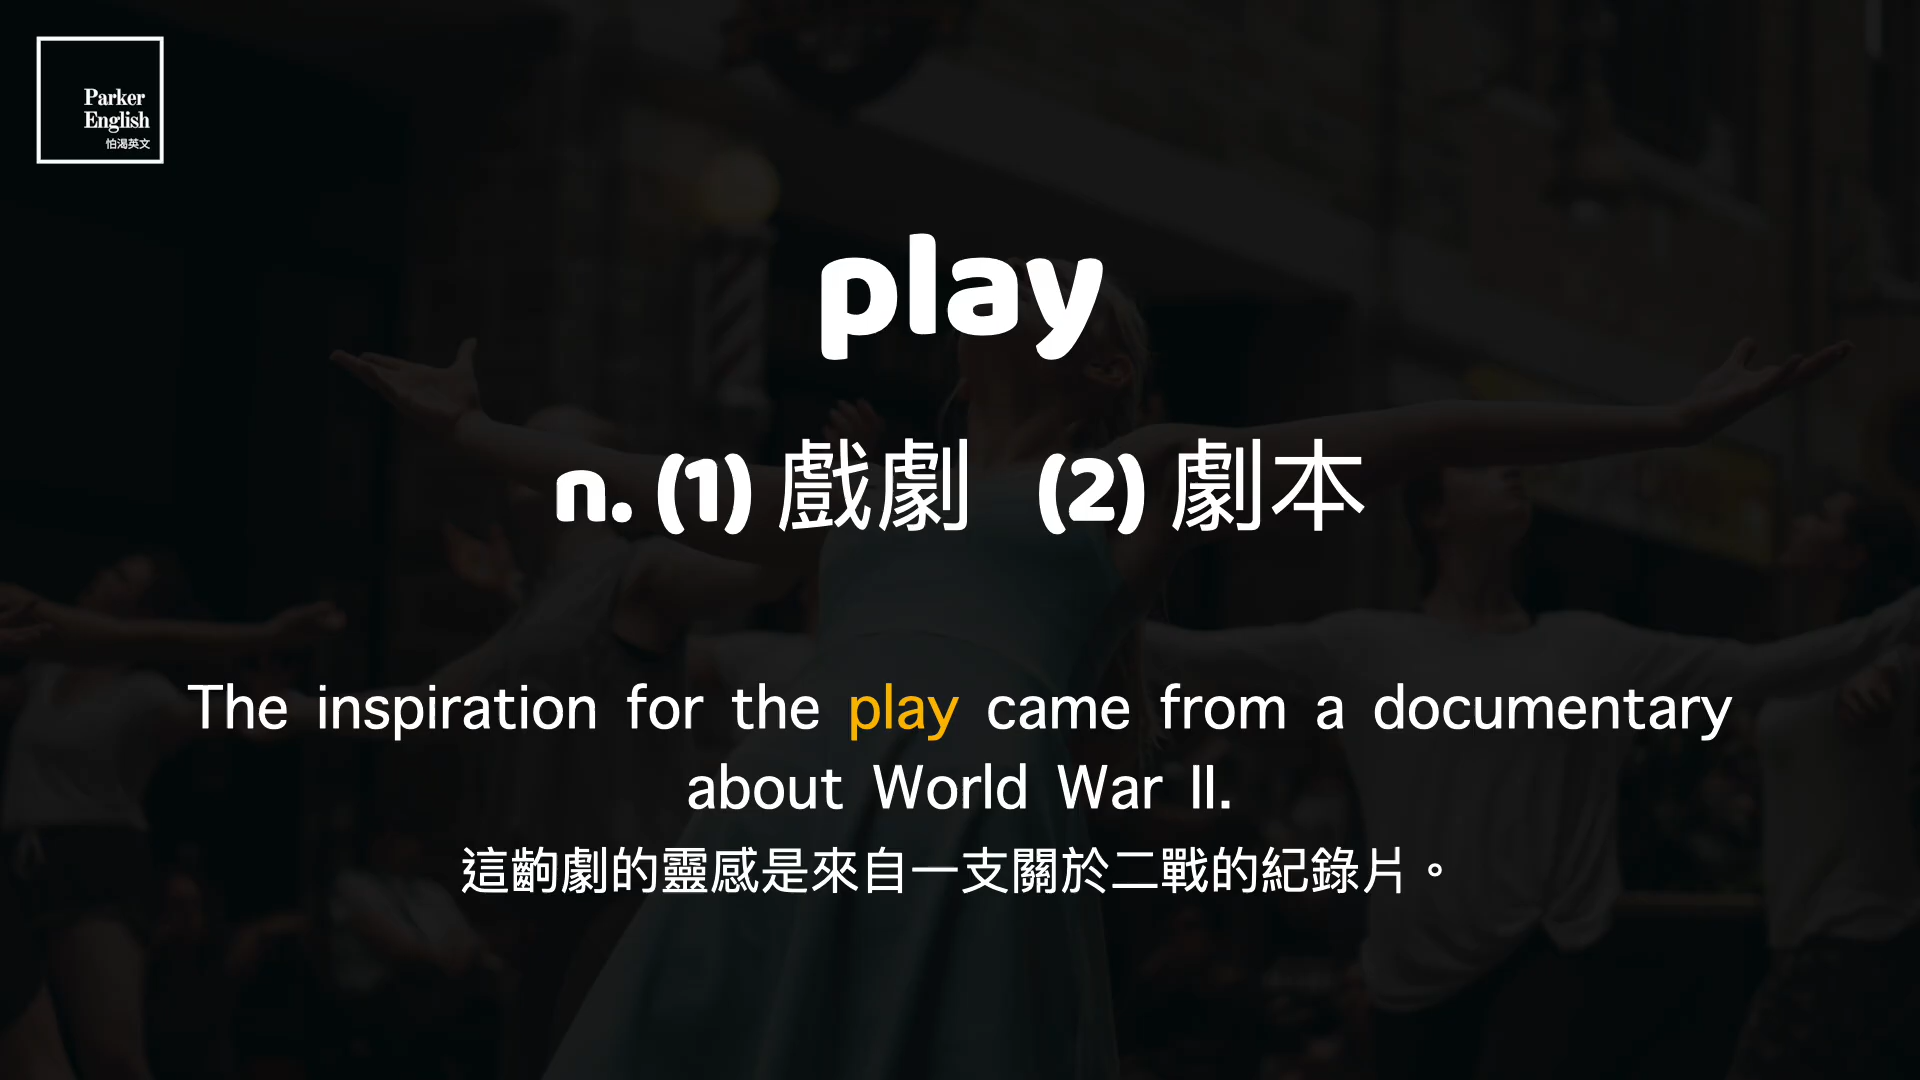 Parker
English
怕渴英文
play
n. (1) 戲劇 (2) 劇本
The inspiration for the play came from a documentary
about World War II.
這齣劇的靈感是來自一支關於二戰的紀錄片。